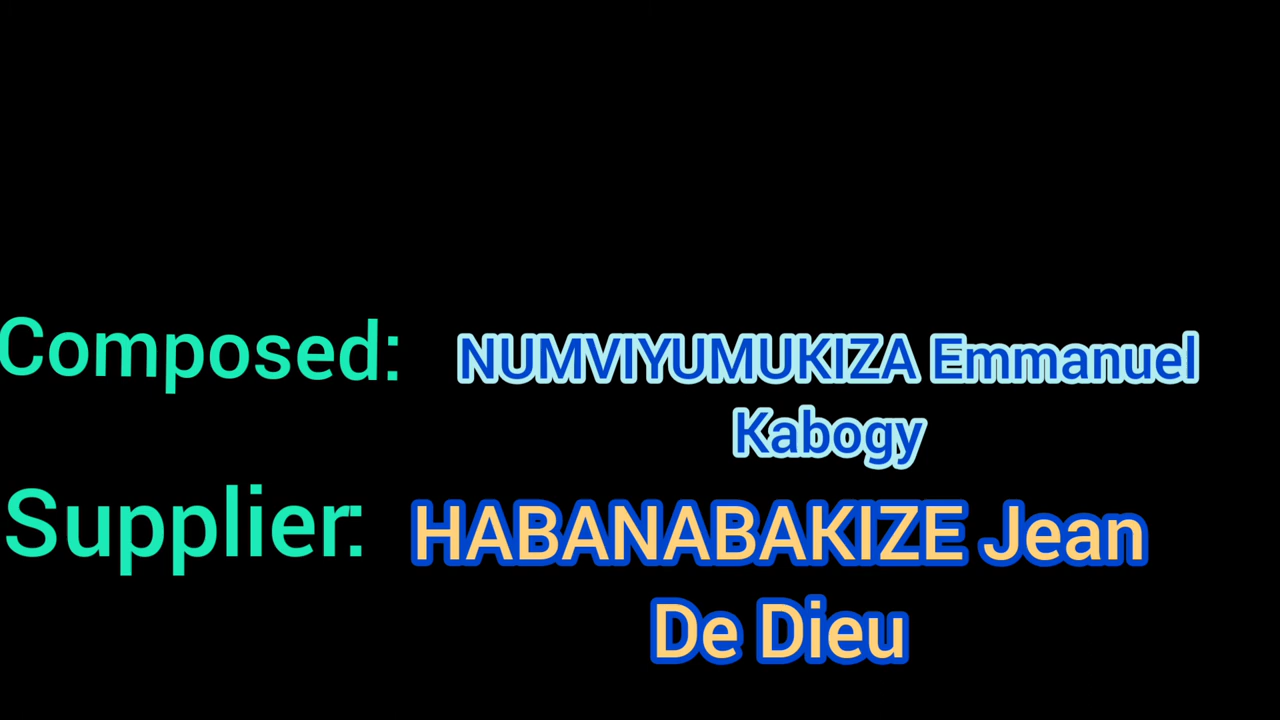 Composed: NUMVIYUMUKIZA Emmanuel
Kabogy
Supplier: HABANABAKIZE Jean
De Dieu